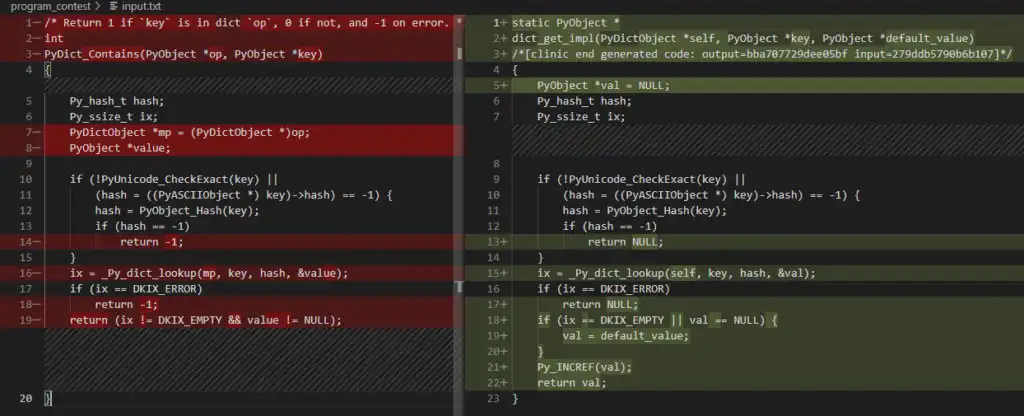 program_contest > input.txt
1— /* Return 1 if `key` is in dict `op`, 0 if not, and -1 on error. *
2— int
3— PyDict_Contains(PyObject *op, PyObject *key)
4 {
5 Py_hash_t hash;
6 Py_ssize_t ix;
7— PyDictObject *mp = (PyDictObject *)op;
8— PyObject *value;
9
10 if (!PyUnicode_CheckExact(key) ||
11 (hash = ((PyASCIIObject *) key)->hash) == -1) {
12 hash = PyObject_Hash(key);
13 if (hash == -1)
14— return -1;
15 }
16— ix = _Py_dict_lookup(mp, key, hash, &value);
17 if (ix == DKIX_ERROR)
18— return -1;
19— return (ix != DKIX_EMPTY && value != NULL);
20 }
1+ static PyObject *
2+ dict_get_impl(PyDictObject *self, PyObject *key, PyObject *default_value)
3+ /*[clinic end generated code: output=bba707729dee05bf input=279ddb5790b6b107]*/
4 {
5+ PyObject *val = NULL;
6 Py_hash_t hash;
7 Py_ssize_t ix;
8
9 if (!PyUnicode_CheckExact(key) ||
10 (hash = ((PyASCIIObject *) key)->hash) == -1) {
11 hash = PyObject_Hash(key);
12 if (hash == -1)
13+ return NULL;
14 }
15+ ix = _Py_dict_lookup(self, key, hash, &val);
16 if (ix == DKIX_ERROR)
17+ return NULL;
18+ if (ix == DKIX_EMPTY || val == NULL) {
19+ val = default_value;
20+ }
21+ Py_INCREF(val);
22+ return val;
23 }